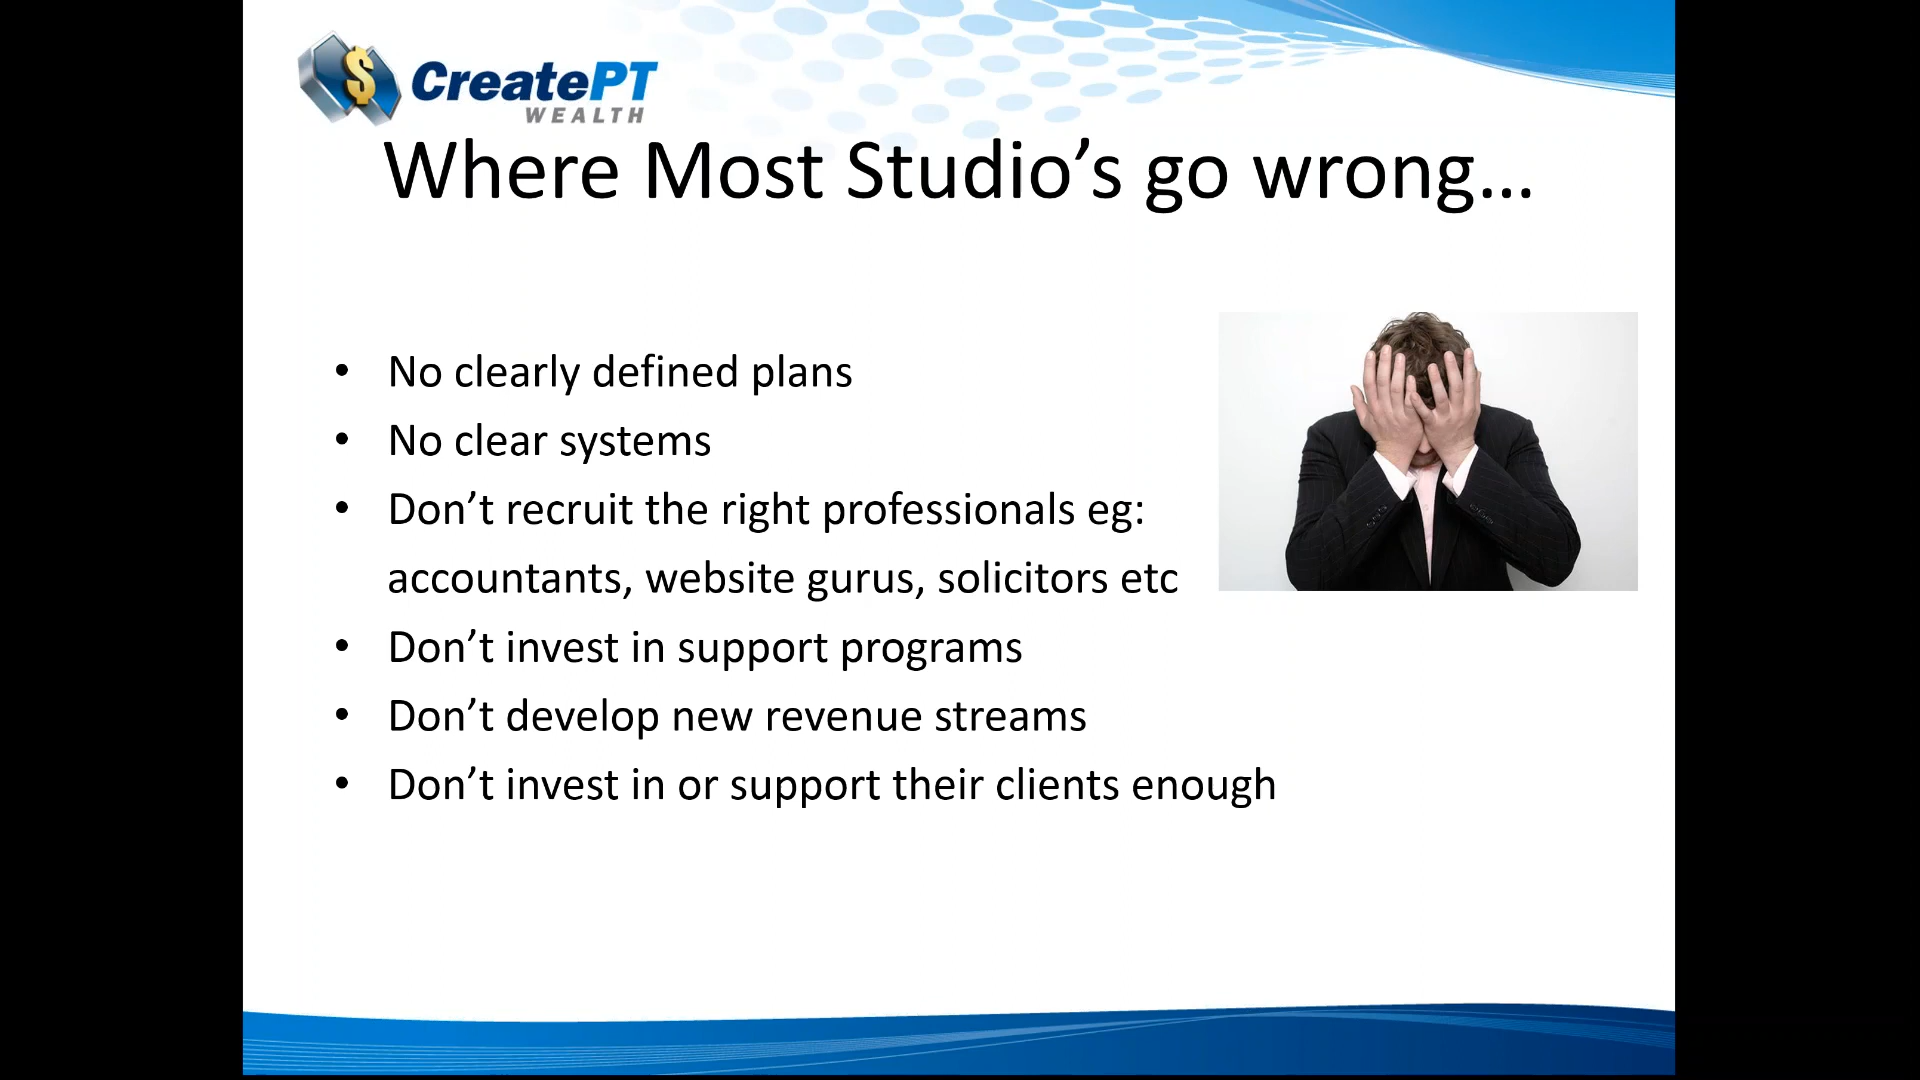 $
CreatePT
WEALTH
Where Most Studio’s go wrong...
• No clearly defined plans
• No clear systems
• Don’t recruit the right professionals eg:
accountants, website gurus, solicitors etc
• Don’t invest in support programs
• Don’t develop new revenue streams
• Don’t invest in or support their clients enough